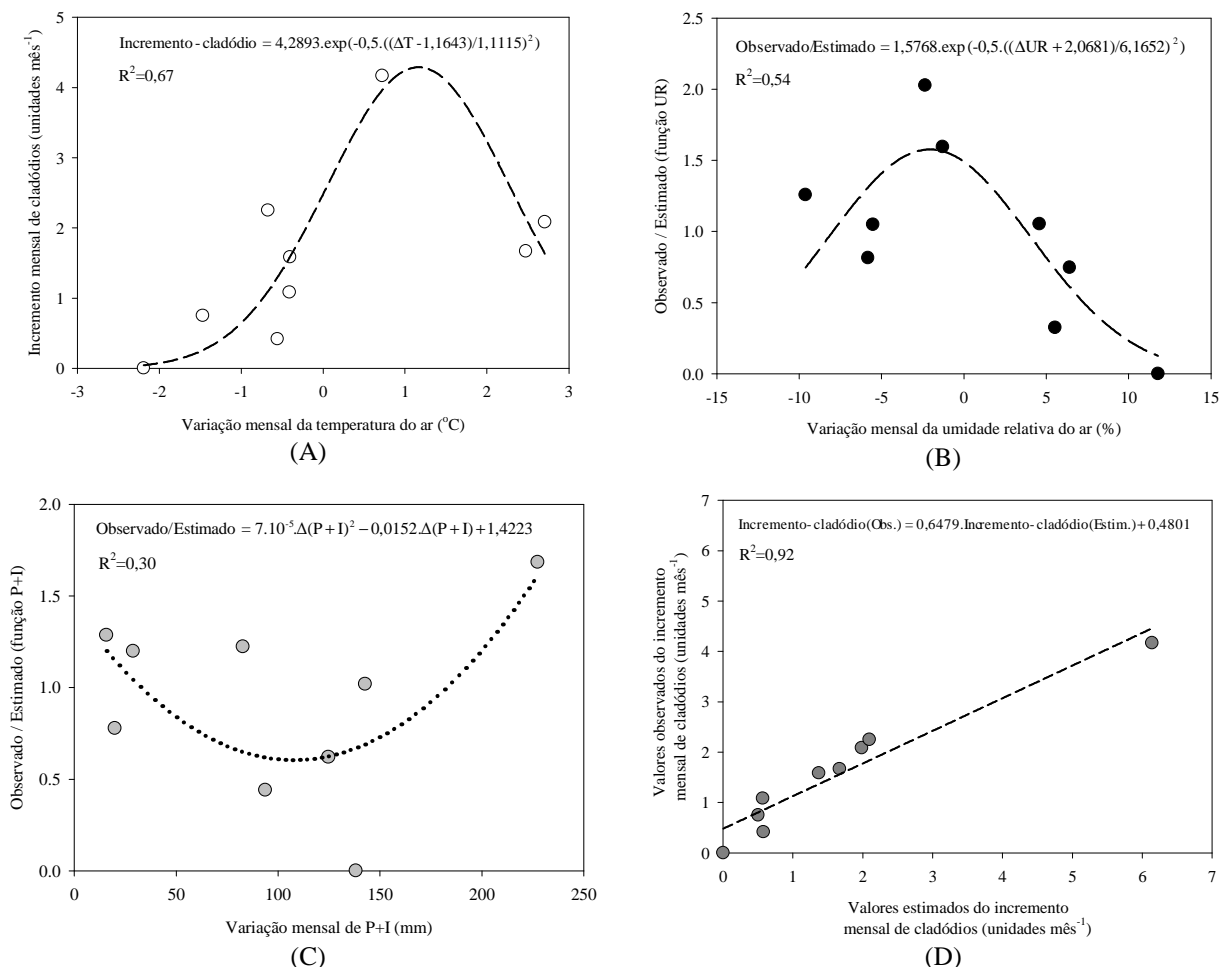 Incremento-cladódio = 4,2893.exp(-0,5.((ΔT -1,1643)/1,1115)²)
R²=0,67
Incremento mensal de cladódios (unidades mês⁻¹)
5
4
3
2
1
0
-3 -2 -1 0 1 2 3
Variação mensal da temperatura do ar (°C)
(A)
Observado/Estimado = 1,5768.exp(-0,5.((ΔUR + 2,0681)/6,1652)²)
R²=0,54
Observado / Estimado (função UR)
2.5
2.0
1.5
1.0
0.5
0.0
-15 -10 -5 0 5 10 15
Variação mensal da umidade relativa do ar (%)
(B)
Observado/Estimado = 7.10⁻⁵.Δ(P+I)² – 0,0152.Δ(P+I) +1,4223
R²=0,30
Observado / Estimado (função P+I)
2.0
1.5
1.0
0.5
0.0
0 50 100 150 200 250
Variação mensal de P+I (mm)
(C)
Incremento-cladódio(Obs.) = 0,6479.Incremento-cladódio(Estim.) + 0,4801
R²=0,92
Valores observados do incremento
mensal de cladódios (unidades mês⁻¹)
7
6
5
4
3
2
1
0
0 1 2 3 4 5 6 7
Valores estimados do incremento
mensal de cladódios (unidades mês⁻¹)
(D)